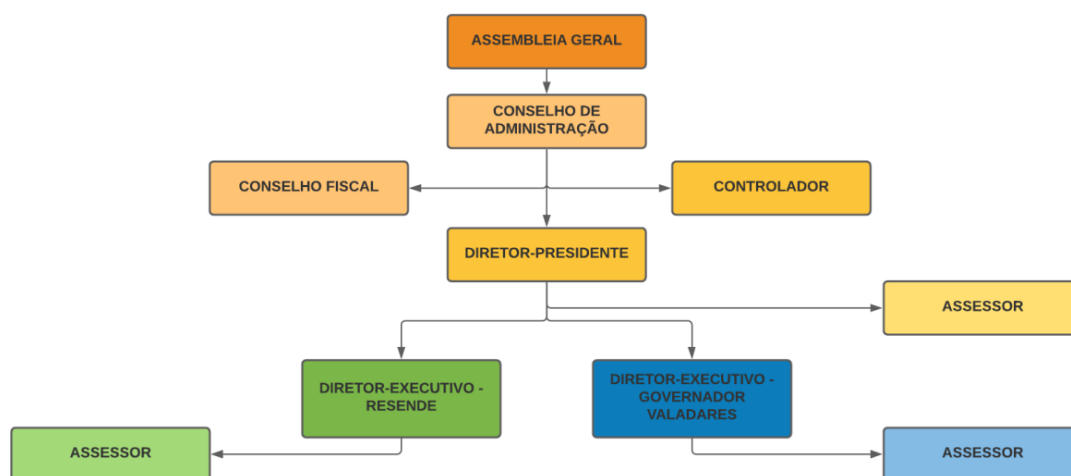 ASSEMBLEIA GERAL
CONSELHO DE
ADMINISTRAÇÃO
CONSELHO FISCAL
CONTROLADOR
DIRETOR-PRESIDENTE
ASSESSOR
DIRETOR-EXECUTIVO -
RESENDE
DIRETOR-EXECUTIVO -
GOVERNADOR
VALADARES
ASSESSOR
ASSESSOR